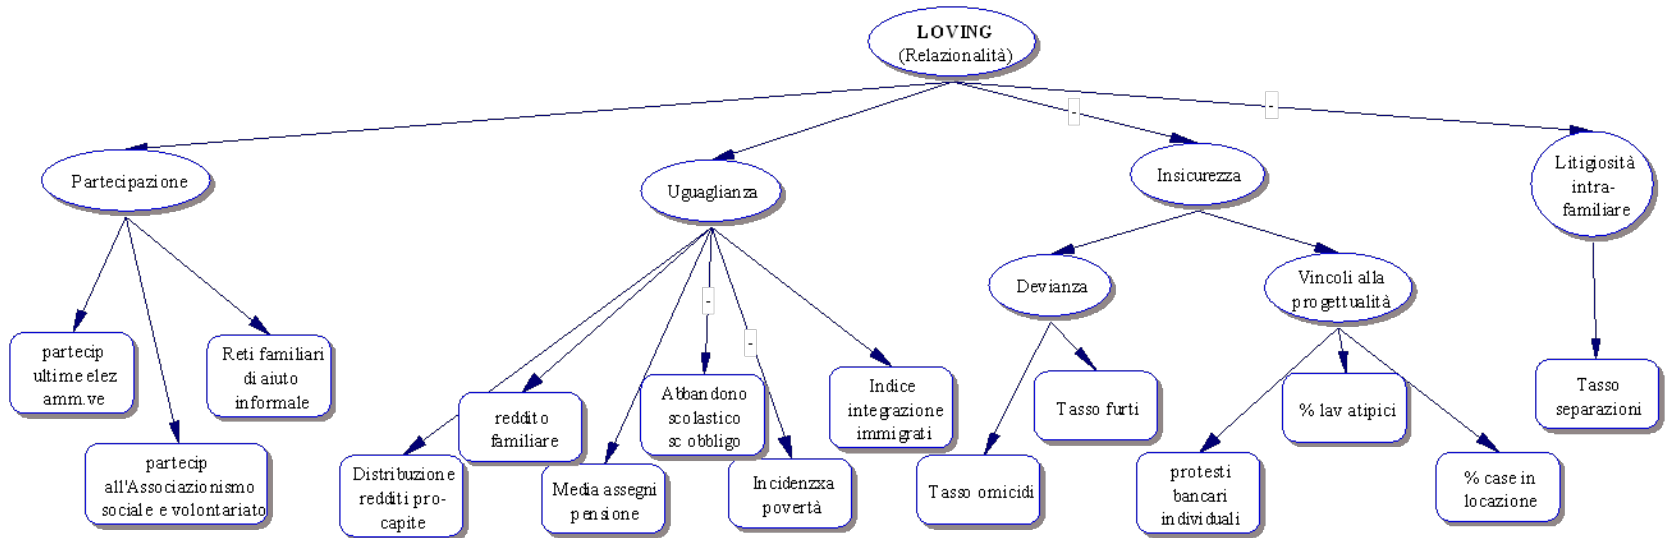 LOVING
(Relazionalità)
-
-
Partecipazione
Uguaglianza
Insicurezza
Litigiosità
intra-
familiare
Devianza
Vincoli alla
progettualità
-
-
partecip
ultime elez
amm.ve
Reti familiari
di aiuto
informale
partecip
all'Associazionismo
sociale e volontariato
Distribuzione
redditi pro-
capite
reddito
familiare
Media assegni
pensione
Abbandono
scolastico
sc obbligo
Incidenzxa
povertà
Indice
integrazione
immigrati
Tasso omicidi
Tasso furti
protesti
bancari
individuali
% lav atipici
% case in
locazione
Tasso
separazioni